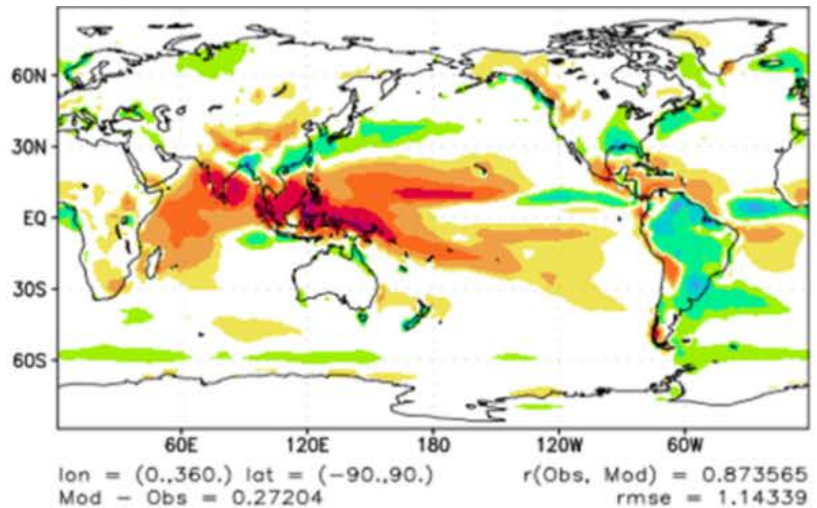 60N
30N
EQ
30S
60S
60E 120E 180 120W 60W
lon = (0.,360.) lat = (-90.,90.) r(Obs, Mod) = 0.873565
Mod - Obs = 0.27204 rmse = 1.14339